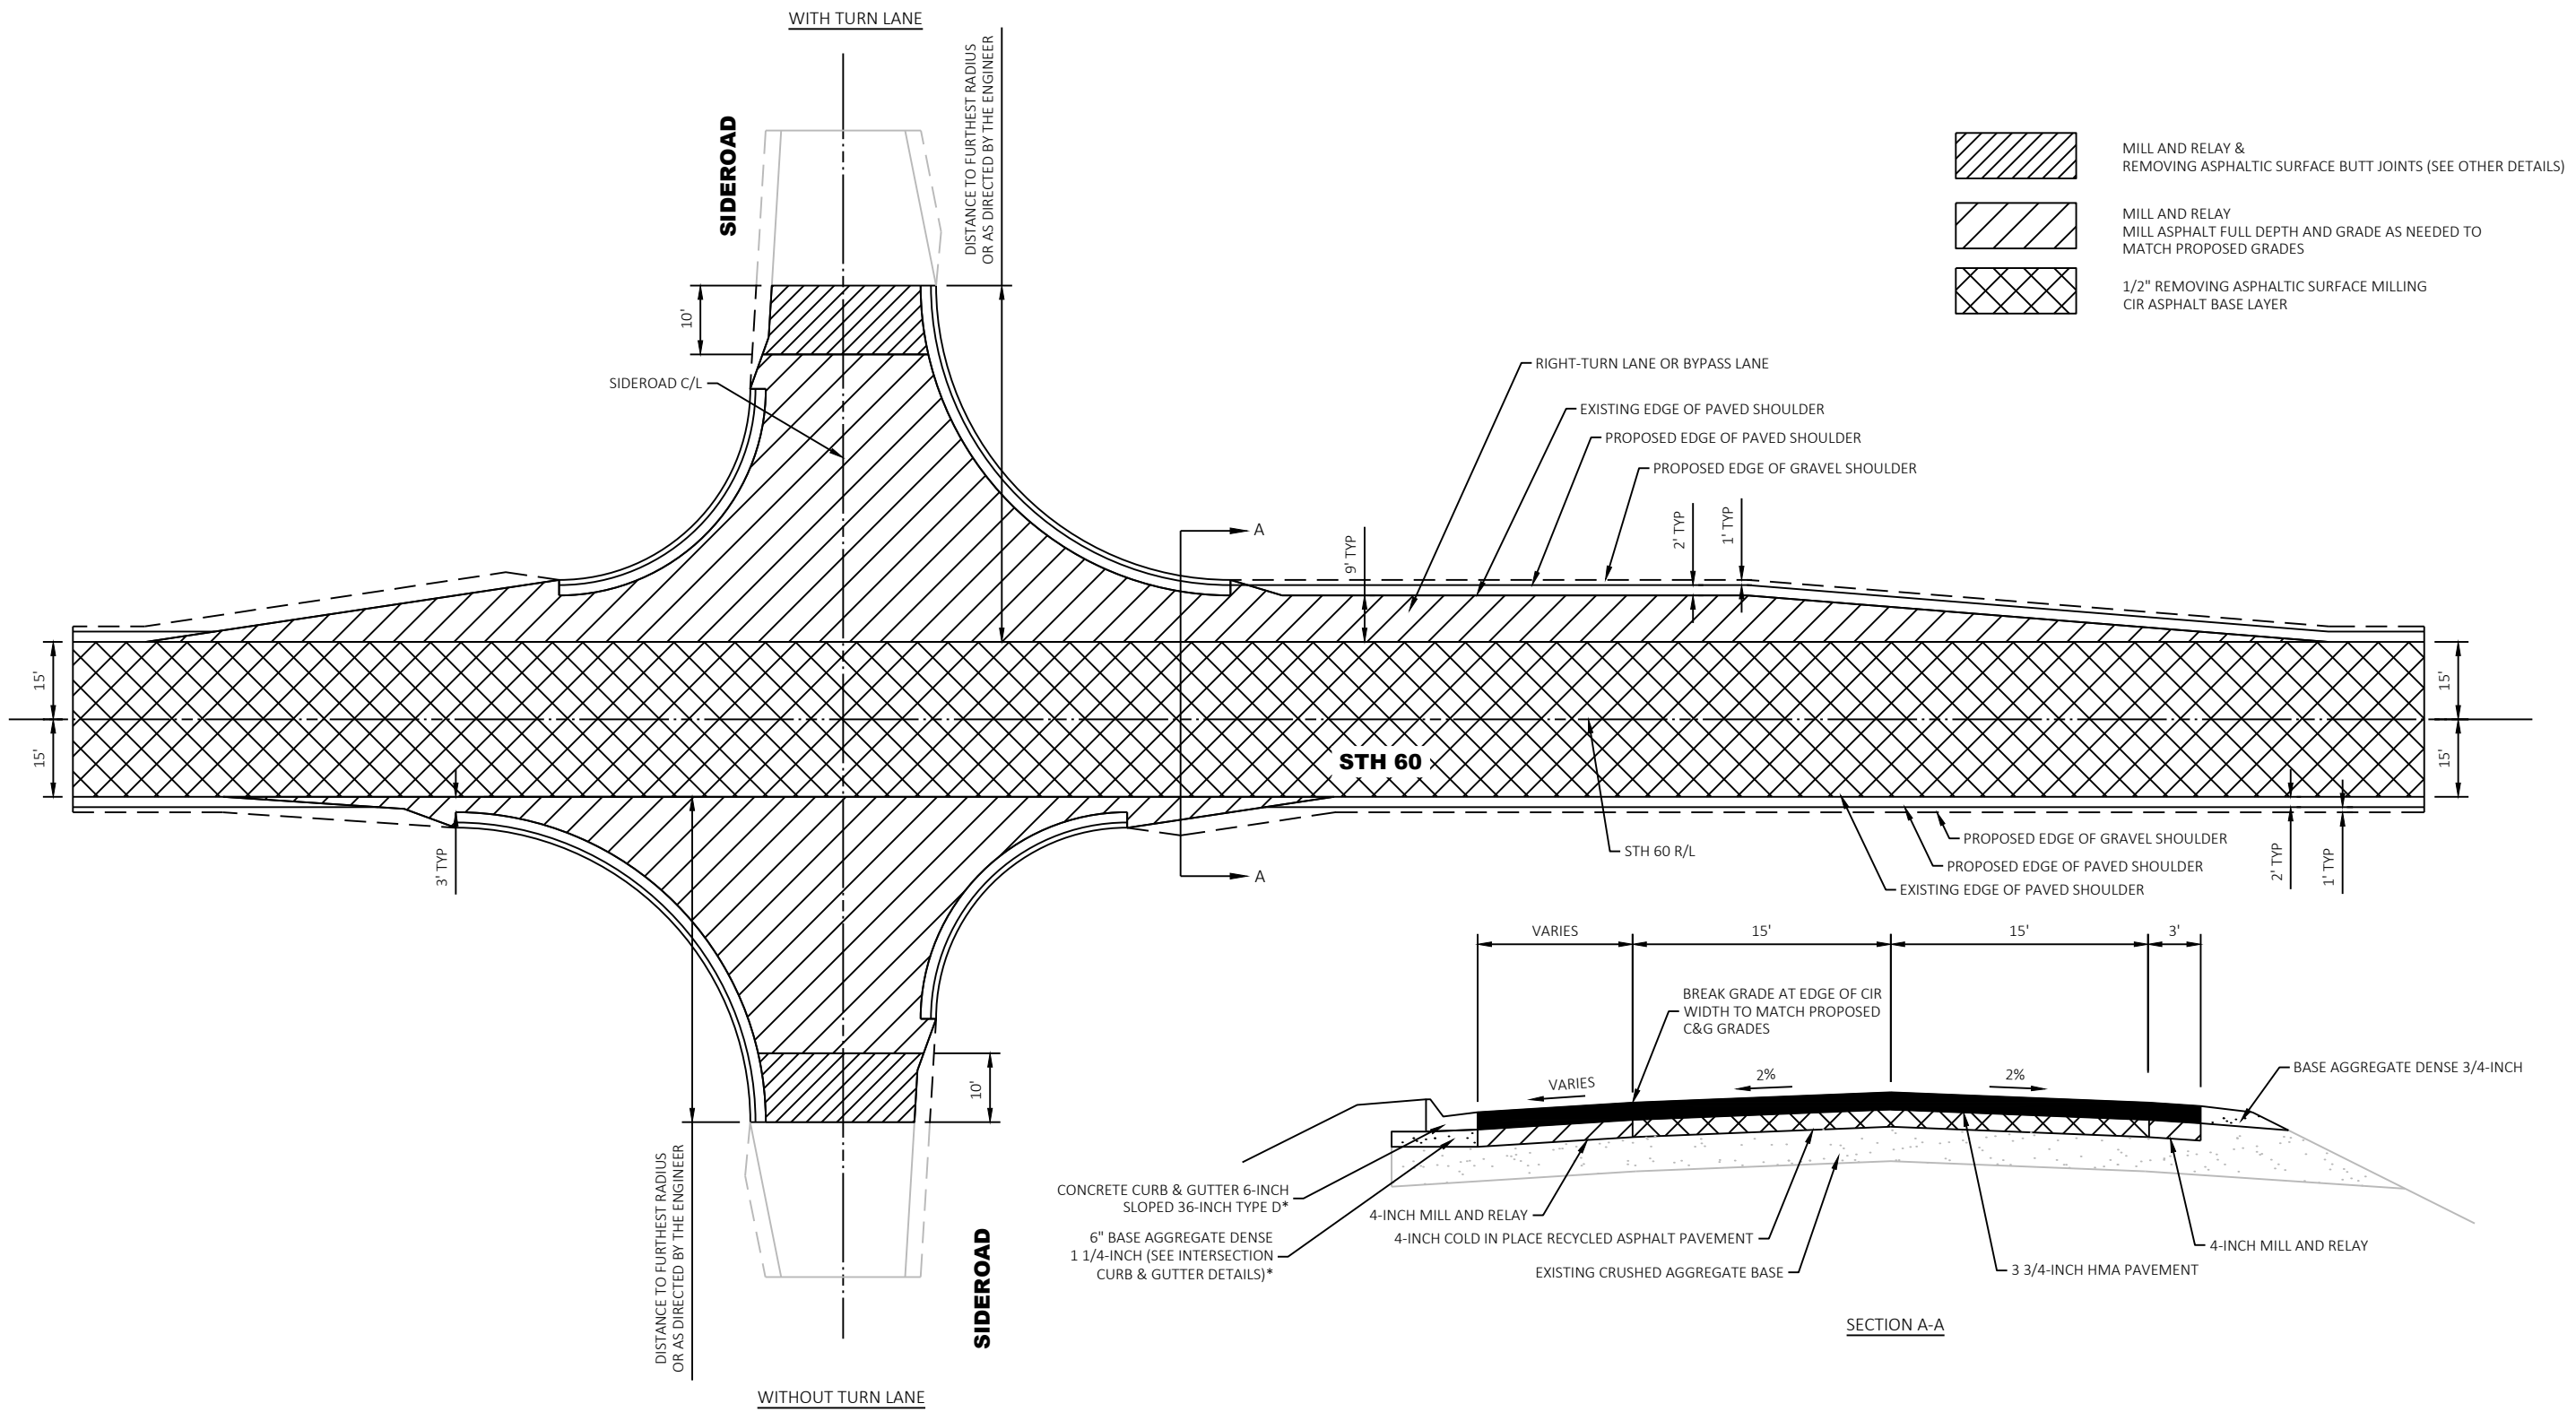 WITH TURN LANE
DISTANCE TO FURTHEST RADIUS
OR AS DIRECTED BY THE ENGINEER
SIDEROAD
MILL AND RELAY &
REMOVING ASPHALTIC SURFACE BUTT JOINTS (SEE OTHER DETAILS)
MILL AND RELAY
MILL ASPHALT FULL DEPTH AND GRADE AS NEEDED TO
MATCH PROPOSED GRADES
1/2" REMOVING ASPHALTIC SURFACE MILLING
CIR ASPHALT BASE LAYER
10'
SIDEROAD C/L
RIGHT-TURN LANE OR BYPASS LANE
EXISTING EDGE OF PAVED SHOULDER
PROPOSED EDGE OF PAVED SHOULDER
PROPOSED EDGE OF GRAVEL SHOULDER
A
9' TYP
2' TYP
1' TYP
15'
15'
15'
15'
STH 60
3' TYP
A
STH 60 R/L
PROPOSED EDGE OF GRAVEL SHOULDER
PROPOSED EDGE OF PAVED SHOULDER
EXISTING EDGE OF PAVED SHOULDER
2' TYP
1' TYP
10'
DISTANCE TO FURTHEST RADIUS
OR AS DIRECTED BY THE ENGINEER
SIDEROAD
WITHOUT TURN LANE
VARIES
15'
15'
3'
BREAK GRADE AT EDGE OF CIR
WIDTH TO MATCH PROPOSED
C&G GRADES
VARIES
2%
2%
BASE AGGREGATE DENSE 3/4-INCH
CONCRETE CURB & GUTTER 6-INCH
SLOPED 36-INCH TYPE D*
6" BASE AGGREGATE DENSE
1 1/4-INCH (SEE INTERSECTION
CURB & GUTTER DETAILS)*
4-INCH MILL AND RELAY
4-INCH COLD IN PLACE RECYCLED ASPHALT PAVEMENT
EXISTING CRUSHED AGGREGATE BASE
4-INCH MILL AND RELAY
3 3/4-INCH HMA PAVEMENT
SECTION A-A